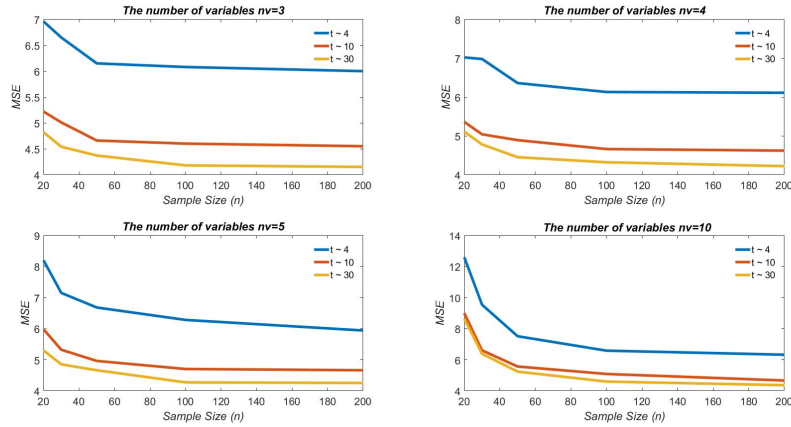 The number of variables nv=3
7
6.5
6
5.5
5
4.5
4
MSE
20 40 60 80 100 120 140 160 180 200
Sample Size (n)
t ~ 4
t ~ 10
t ~ 30
The number of variables nv=4
8
7
6
5
4
MSE
20 40 60 80 100 120 140 160 180 200
Sample Size (n)
t ~ 4
t ~ 10
t ~ 30
The number of variables nv=5
9
8
7
6
5
4
MSE
20 40 60 80 100 120 140 160 180 200
Sample Size (n)
t ~ 4
t ~ 10
t ~ 30
The number of variables nv=10
14
12
10
8
6
4
MSE
20 40 60 80 100 120 140 160 180 200
Sample Size (n)
t ~ 4
t ~ 10
t ~ 30